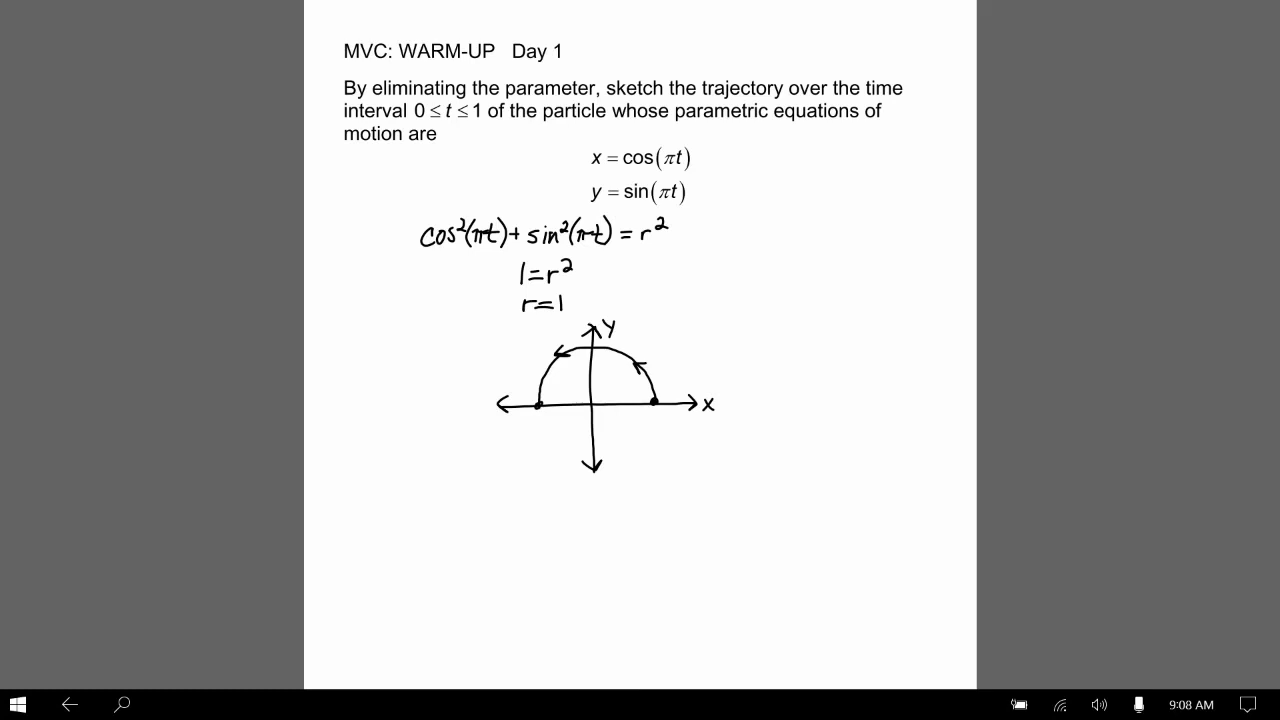 MVC: WARM-UP Day 1
By eliminating the parameter, sketch the trajectory over the time
interval 0 ≤ t ≤ 1 of the particle whose parametric equations of
motion are
x = cos(πt)
y = sin(πt)
cos²(πt) + sin²(πt) = r²
1 = r²
r = 1
y
x
9:08 AM